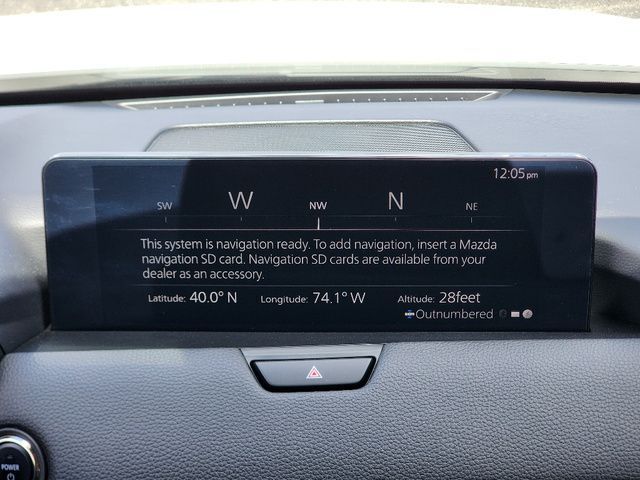 12:05pm
SW W NW N NE
This system is navigation ready. To add navigation, insert a Mazda
navigation SD card. Navigation SD cards are available from your
dealer as an accessory.
Latitude: 40.0° N Longitude: 74.1° W Altitude: 28feet
Outnumbered
POWER